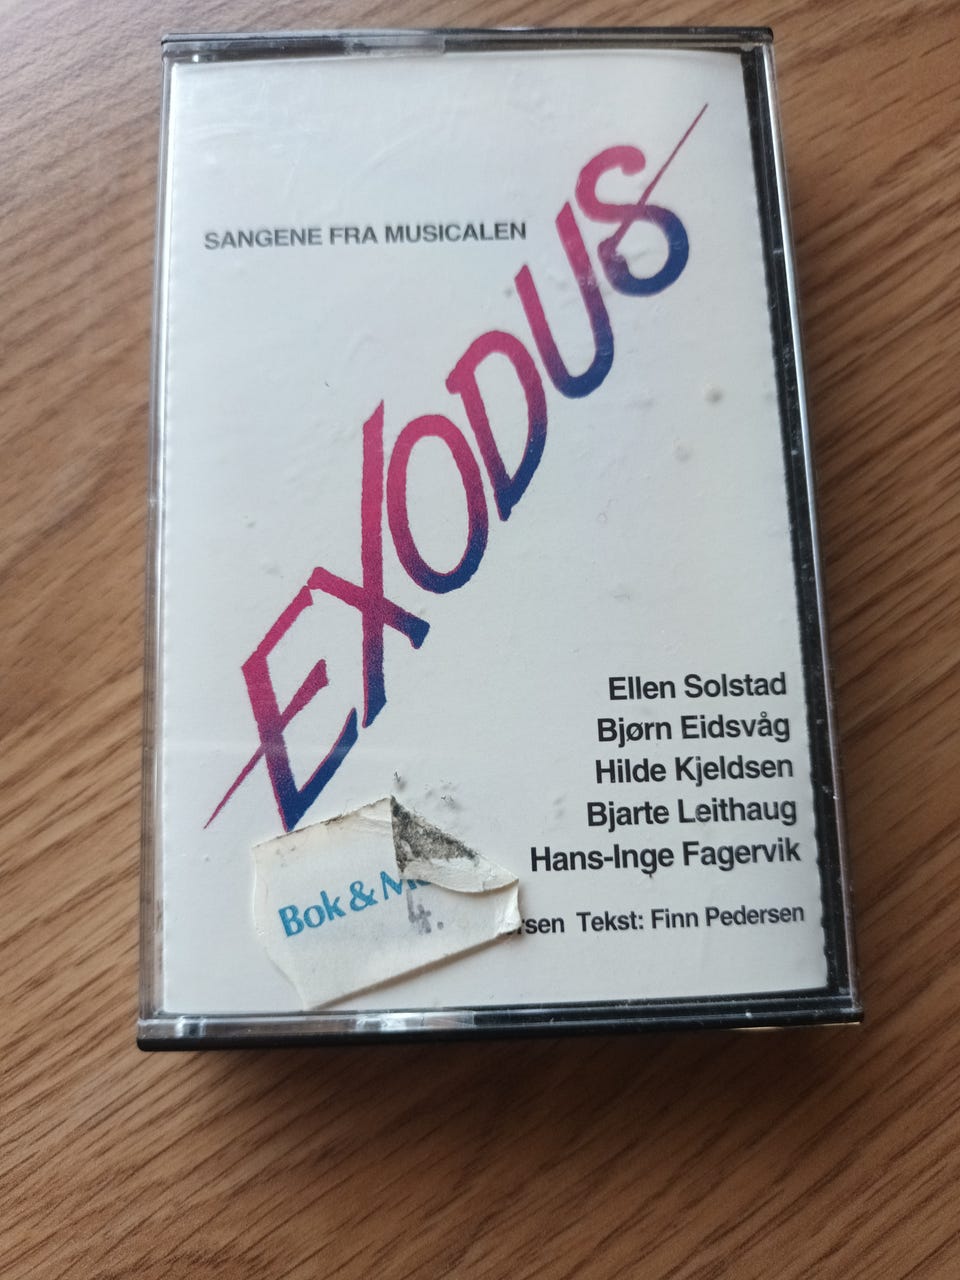 SANGENE FRA MUSICALEN
EXODUS
Ellen Solstad
Bjørn Eidsvåg
Hilde Kjeldsen
Bjarte Leithaug
Hans-Inge Fagervik
Tekst: Finn Pedersen
Bok &
4.